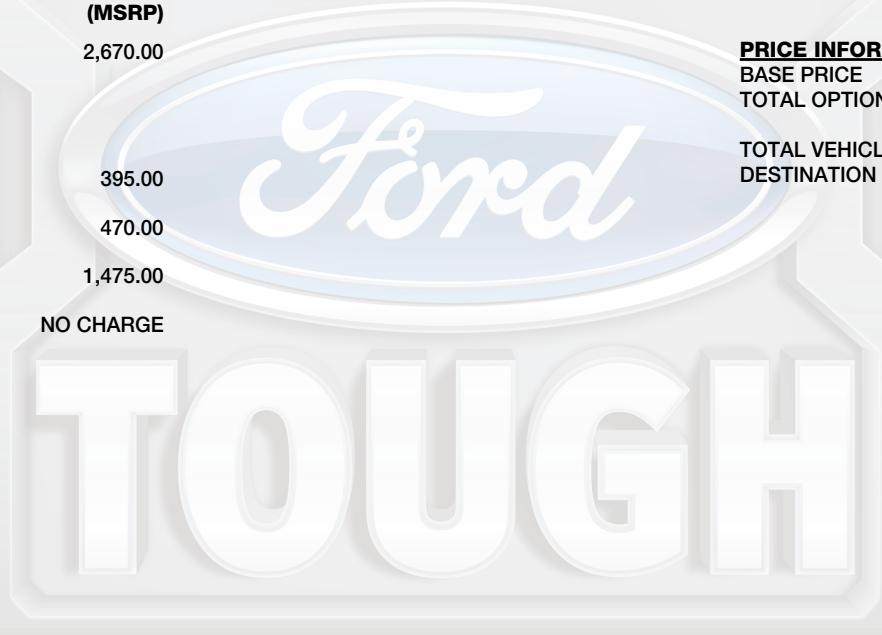 (MSRP)
2,670.00
395.00
470.00
1,475.00
NO CHARGE
PRICE INFOR
BASE PRICE
TOTAL OPTION
TOTAL VEHICL
DESTINATION
Ford
TOUGH